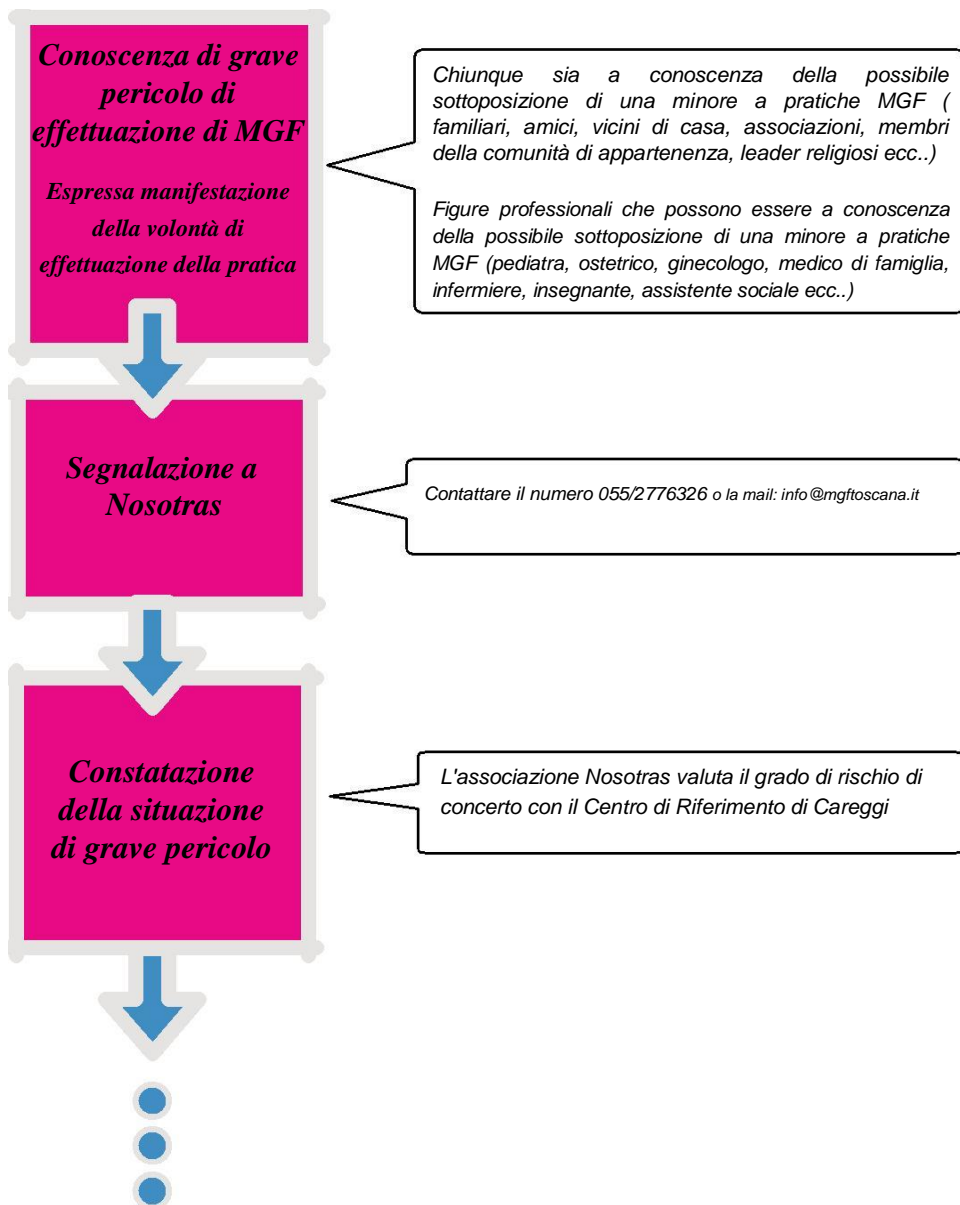 Conoscenza di grave
pericolo di
effettuazione di MGF
Espressa manifestazione
della volontà di
effettuazione della pratica
Chiunque sia a conoscenza della possibile
sottoposizione di una minore a pratiche MGF (
familiari, amici, vicini di casa, associazioni, membri
della comunità di appartenenza, leader religiosi ecc..)
Figure professionali che possono essere a conoscenza
della possibile sottoposizione di una minore a pratiche
MGF (pediatra, ostetrico, ginecologo, medico di famiglia,
infermiere, insegnante, assistente sociale ecc..)
Segnalazione a
Nosotras
Contattare il numero 055/2776326 o la mail: info@mgftoscana.it
Constatazione
della situazione
di grave pericolo
L'associazione Nosotras valuta il grado di rischio di
concerto con il Centro di Riferimento di Careggi